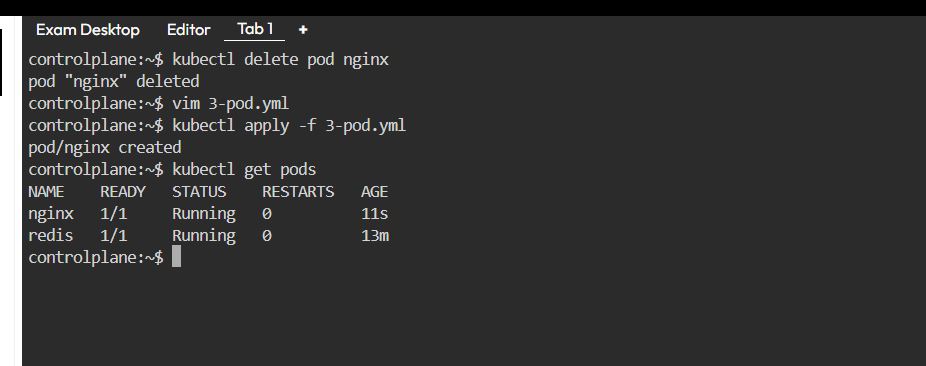 Exam Desktop Editor Tab 1 +
controlplane:~$ kubectl delete pod nginx
pod "nginx" deleted
controlplane:~$ vim 3-pod.yml
controlplane:~$ kubectl apply -f 3-pod.yml
pod/nginx created
controlplane:~$ kubectl get pods
NAME READY STATUS RESTARTS AGE
nginx 1/1 Running 0 11s
redis 1/1 Running 0 13m
controlplane:~$